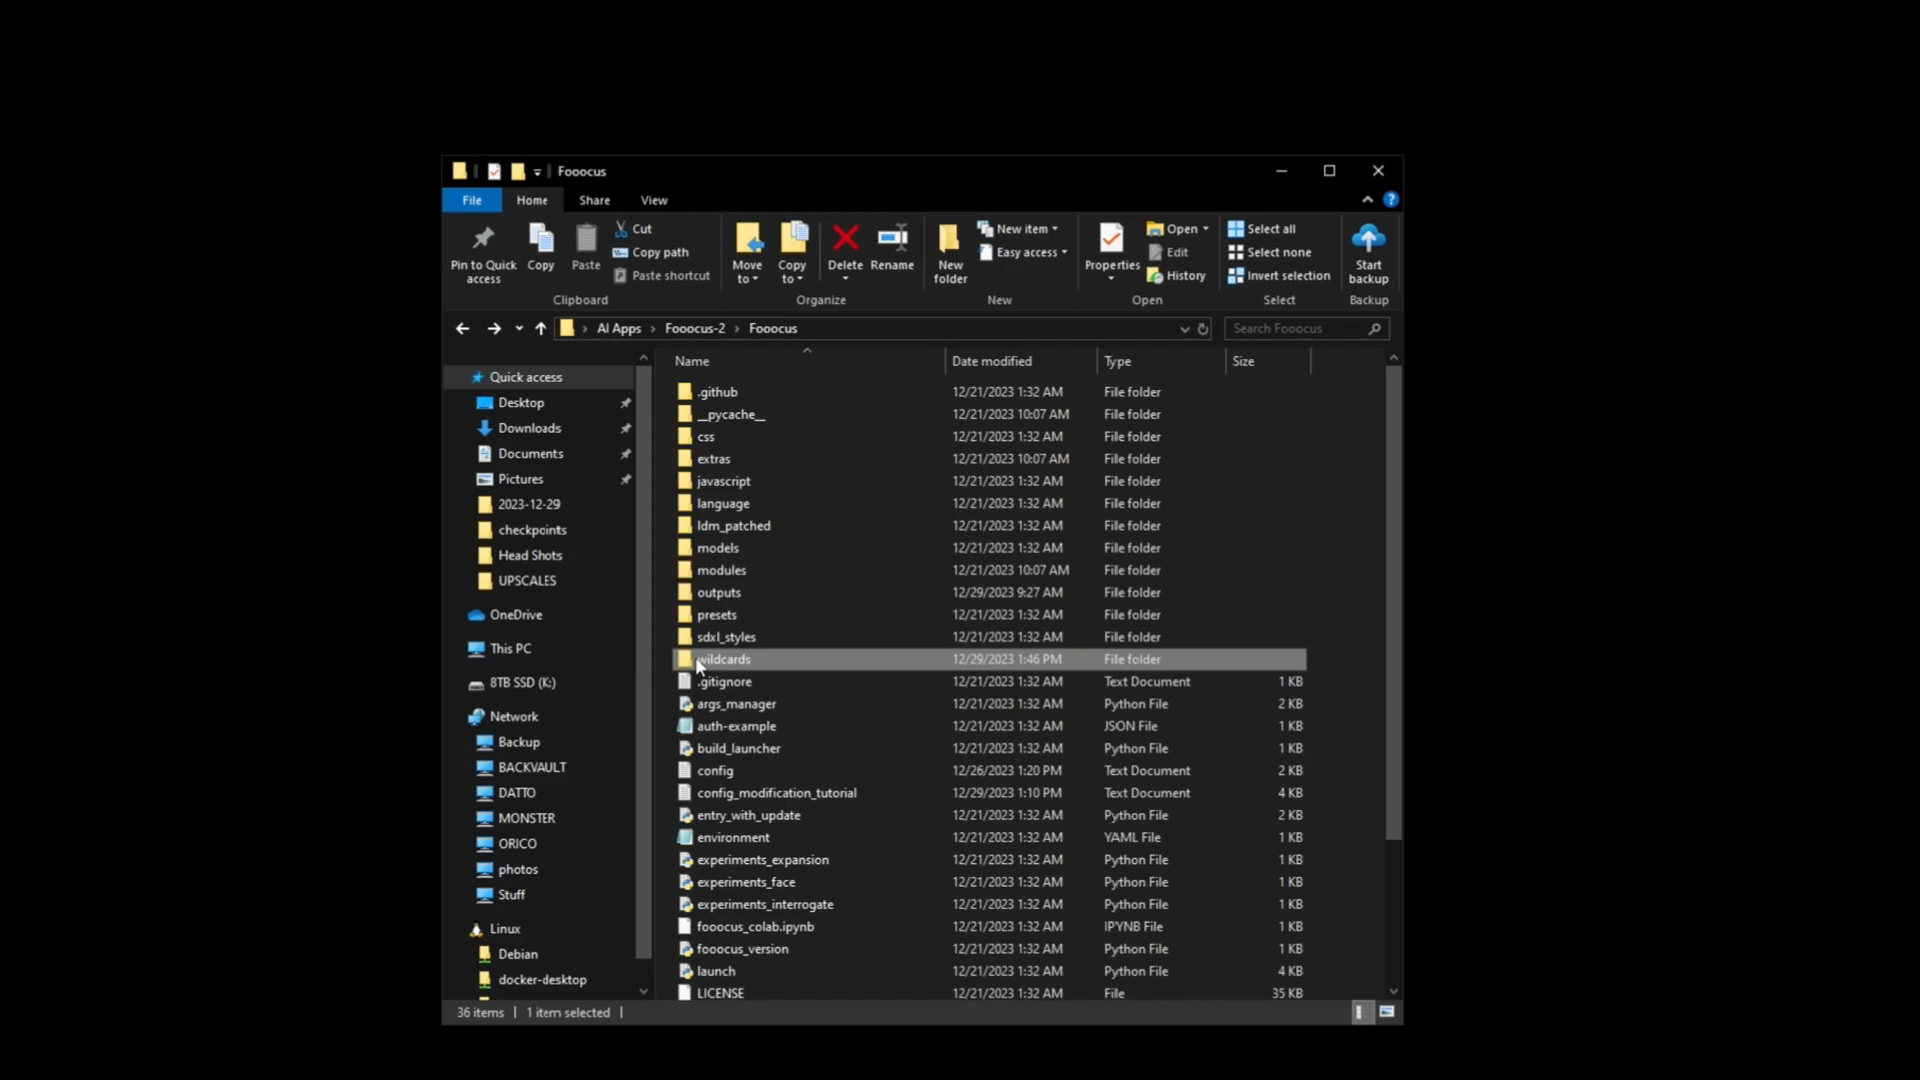 Fooocus
File Home Share View
Pin to Quick access
Copy
Paste
Cut
Copy path
Paste shortcut
Clipboard
Move to
Copy to
Delete
Rename
Organize
New folder
New item
Easy access
New
Properties
Open
Edit
History
Open
Select all
Select none
Invert selection
Select
Start backup
Backup
AI Apps > Fooocus-2 > Fooocus
Search Fooocus
Quick access
Desktop
Downloads
Documents
Pictures
2023-12-29
checkpoints
Head Shots
UPSCALES
OneDrive
This PC
8TB SSD (K:)
Network
Backup
BACKVAULT
DATTO
MONSTER
ORICO
photos
Stuff
Linux
Debian
docker-desktop
Name Date modified Type Size
.github 12/21/2023 1:32 AM File folder
__pycache__ 12/21/2023 10:07 AM File folder
css 12/21/2023 1:32 AM File folder
extras 12/21/2023 10:07 AM File folder
javascript 12/21/2023 1:32 AM File folder
language 12/21/2023 1:32 AM File folder
ldm_patched 12/21/2023 1:32 AM File folder
models 12/21/2023 1:32 AM File folder
modules 12/21/2023 10:07 AM File folder
outputs 12/29/2023 9:27 AM File folder
presets 12/21/2023 1:32 AM File folder
sdxl_styles 12/21/2023 1:32 AM File folder
wildcards 12/29/2023 1:46 PM File folder
.gitignore 12/21/2023 1:32 AM Text Document 1 KB
args_manager 12/21/2023 1:32 AM Python File 2 KB
auth-example 12/21/2023 1:32 AM JSON File 1 KB
build_launcher 12/21/2023 1:32 AM Python File 1 KB
config 12/26/2023 1:20 PM Text Document 2 KB
config_modification_tutorial 12/29/2023 1:10 PM Text Document 4 KB
entry_with_update 12/21/2023 1:32 AM Python File 2 KB
environment 12/21/2023 1:32 AM YAML File 1 KB
experiments_expansion 12/21/2023 1:32 AM Python File 1 KB
experiments_face 12/21/2023 1:32 AM Python File 1 KB
experiments_interrogate 12/21/2023 1:32 AM Python File 1 KB
fooocus_colab.ipynb 12/21/2023 1:32 AM IPYNB File 1 KB
fooocus_version 12/21/2023 1:32 AM Python File 1 KB
launch 12/21/2023 1:32 AM Python File 4 KB
LICENSE 12/21/2023 1:32 AM File 35 KB
36 items | 1 item selected |